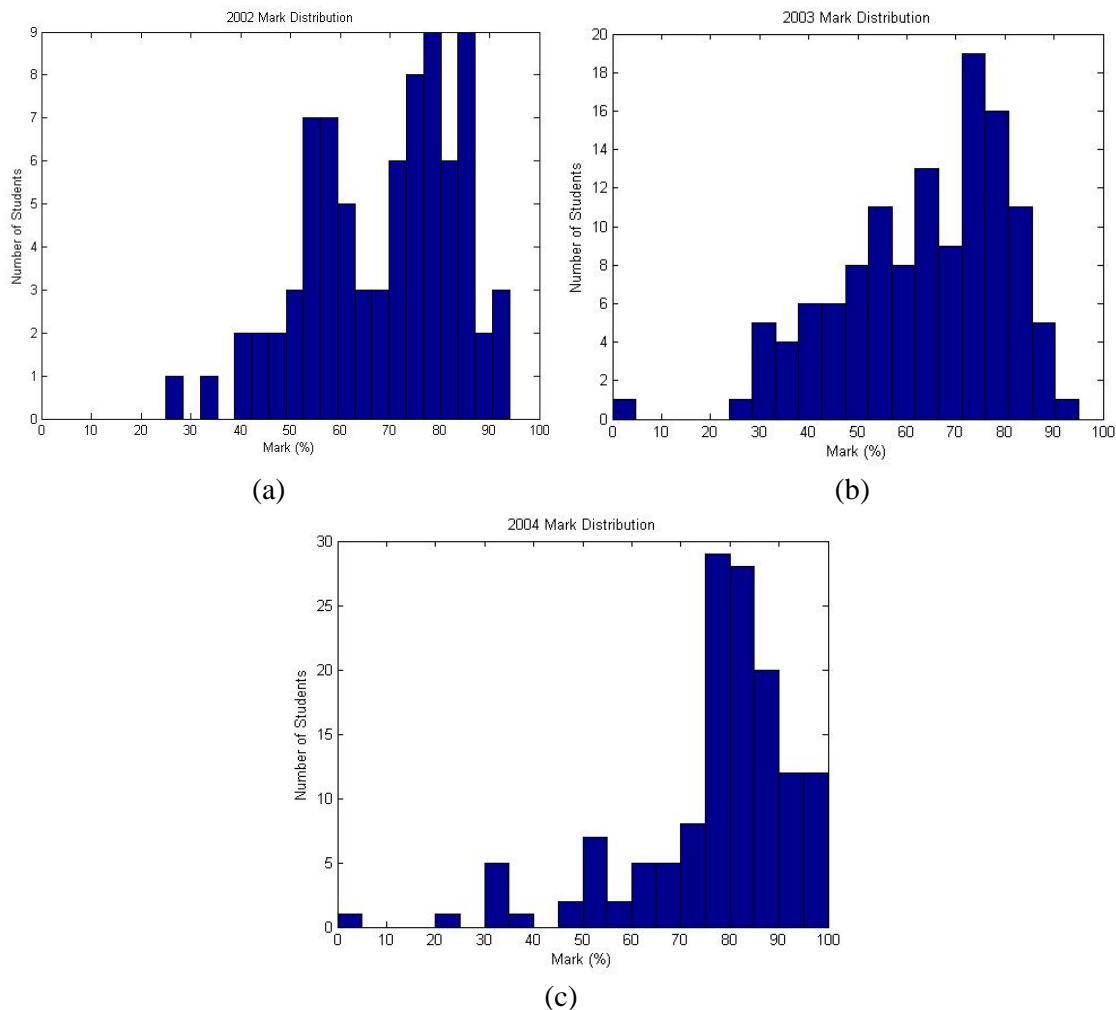 2002 Mark Distribution
Number of Students
9
8
7
6
5
4
3
2
1
0
0 10 20 30 40 50 60 70 80 90 100
Mark (%)
(a)
2003 Mark Distribution
Number of Students
20
18
16
14
12
10
8
6
4
2
0
0 10 20 30 40 50 60 70 80 90 100
Mark (%)
(b)
2004 Mark Distribution
Number of Students
30
25
20
15
10
5
0
0 10 20 30 40 50 60 70 80 90 100
Mark (%)
(c)